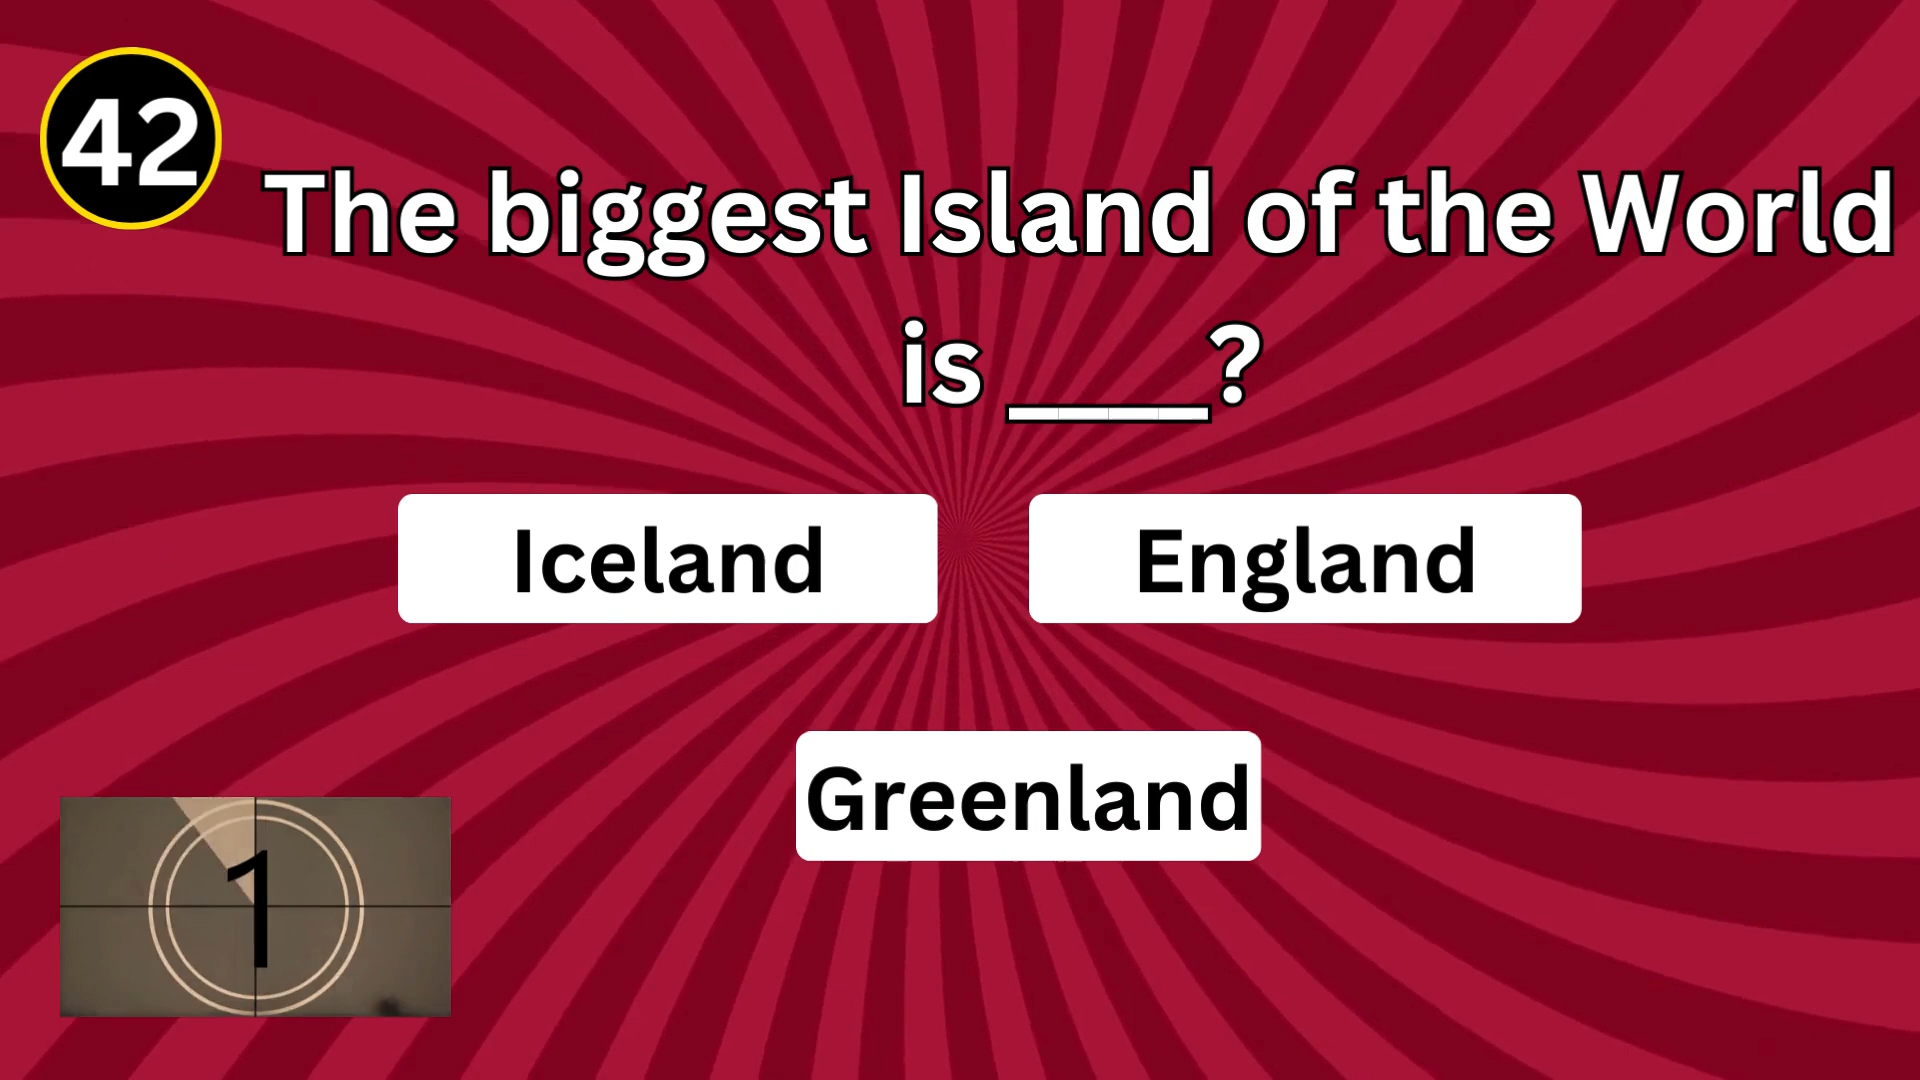 42
The biggest Island of the World
is ____?
Iceland
England
Greenland
1